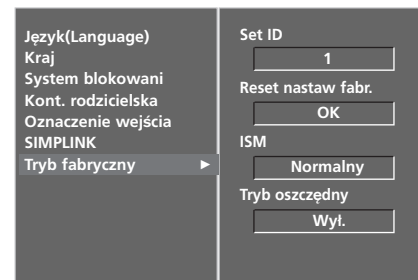 Język(Language)
Kraj
System blokowani
Kont. rodzicielska
Oznaczenie wejścia
SIMPLINK
Tryb fabryczny ►
Set ID
1
Reset nastaw fabr.
OK
ISM
Normalny
Tryb oszczędny
Wył.